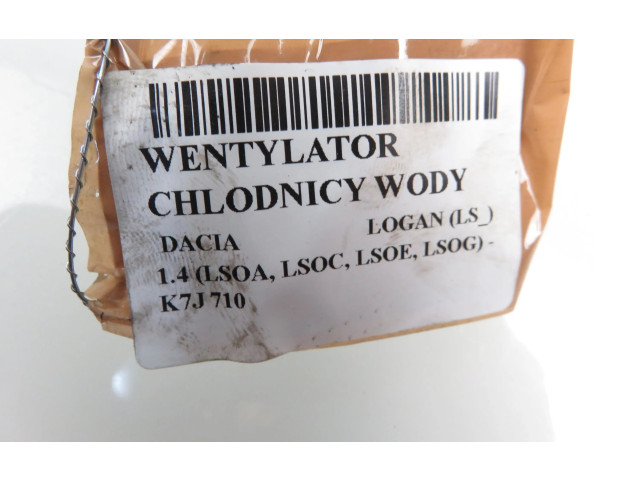 WENTYLATOR
CHLODNICY WODY
DACIA LOGAN (LS_)
1.4 (LSOA, LSOC, LSOE, LSOG) -
K7J 710